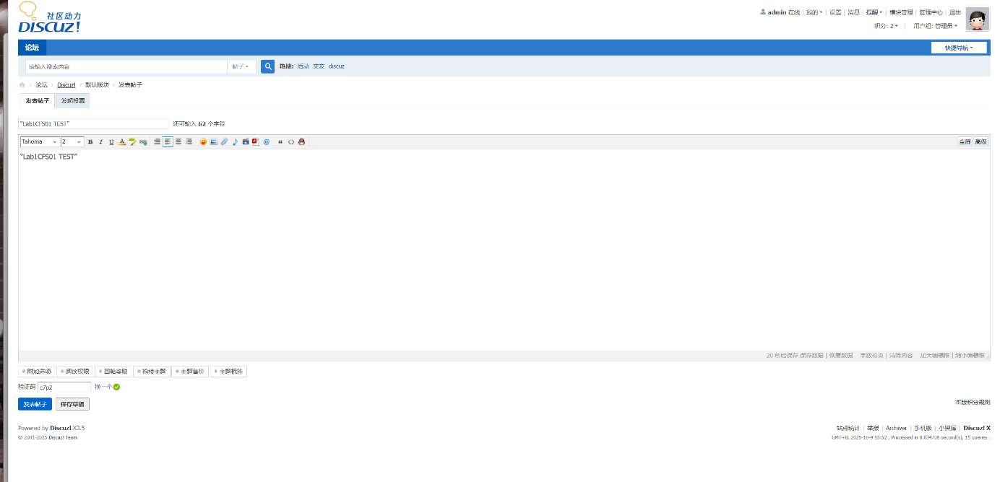 社区动力
DISCUZ!
admin 在线 | 我的 | 设置 | 消息 | 提醒 | 模块管理 | 管理中心 | 退出
积分: 2 | 用户组: 管理员
论坛
快捷导航
请输入搜索内容 帖子 热搜: 活动 交友 discuz
› 论坛 › Discuz! › 默认版块 › 发表帖子
发表帖子 发起投票
“Lab1CFS01 TEST” 还可输入 62 个字符
Tahoma 2 B I U A 全屏 高级
“Lab1CFS01 TEST”
20 秒后保存 保存数据 | 恢复数据 字数检查 | 清除内容 加大编辑框 | 缩小编辑框
附加选项 阅读权限 回帖奖励 抢楼主题 主题售价 主题标签
验证码 c7p2 换一个
发表帖子 保存草稿
本版积分规则
Powered by Discuz! X3.5
站点统计 | 举报 | Archiver | 手机版 | 小黑屋 | Discuz! X
© 2001-2025 Discuz! Team.
GMT+8, 2025-10-9 15:52 , Processed in 0.034706 second(s), 15 queries .